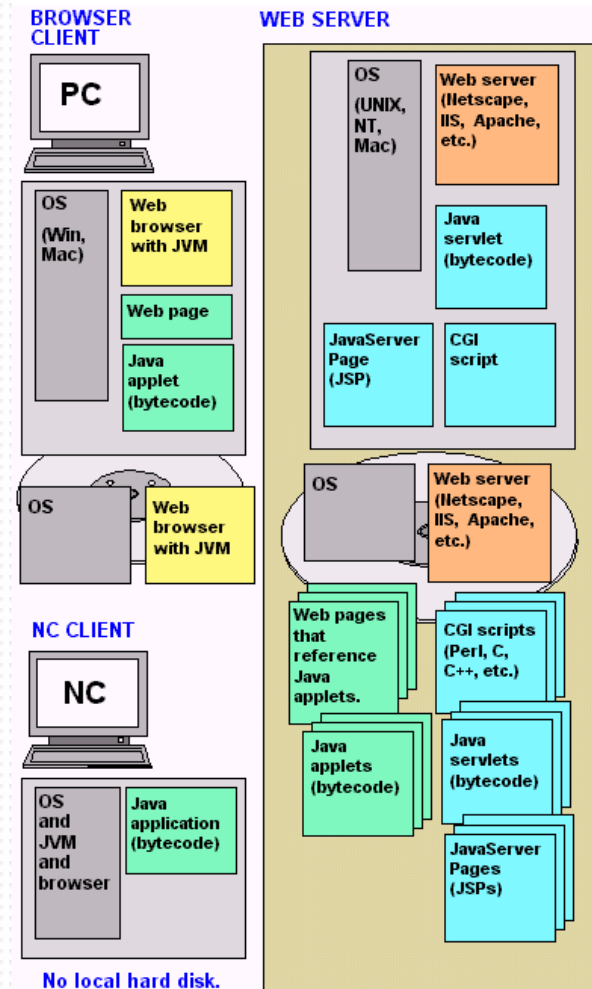 BROWSER
CLIENT
PC
OS
(Win,
Mac)
Web
browser
with JVM
Web page
Java
applet
(bytecode)
OS
Web
browser
with JVM
NC CLIENT
NC
OS
and
JVM
and
browser
Java
application
(bytecode)
No local hard disk.
WEB SERVER
OS
(UNIX,
NT,
Mac)
Web server
(Netscape,
IIS, Apache,
etc.)
Java
servlet
(bytecode)
JavaServer
Page
(JSP)
CGI
script
OS
Web server
(Netscape,
IIS, Apache,
etc.)
Web pages
that
reference
Java
applets.
CGI scripts
(Perl, C,
C++, etc.)
Java
applets
(bytecode)
Java
servlets
(bytecode)
JavaServer
Pages
(JSPs)